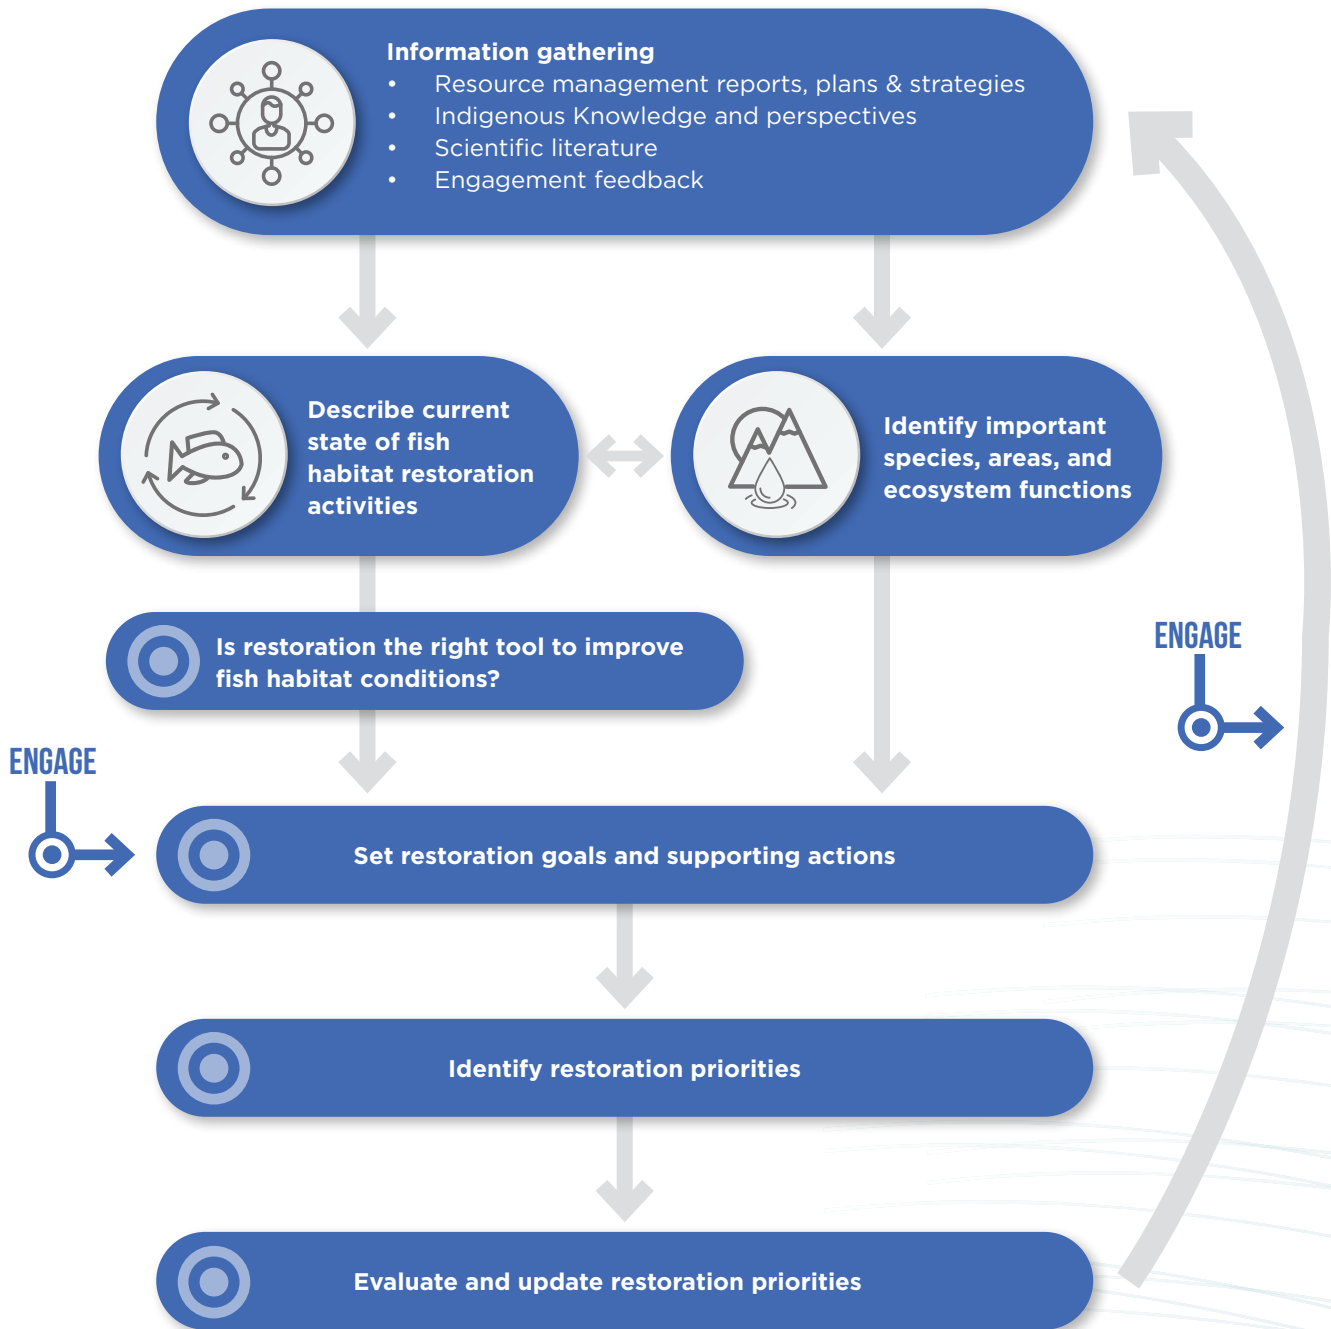 Information gathering
• Resource management reports, plans & strategies
• Indigenous Knowledge and perspectives
• Scientific literature
• Engagement feedback
Describe current
state of fish
habitat restoration
activities
Identify important
species, areas, and
ecosystem functions
Is restoration the right tool to improve
fish habitat conditions?
ENGAGE
ENGAGE
Set restoration goals and supporting actions
Identify restoration priorities
Evaluate and update restoration priorities